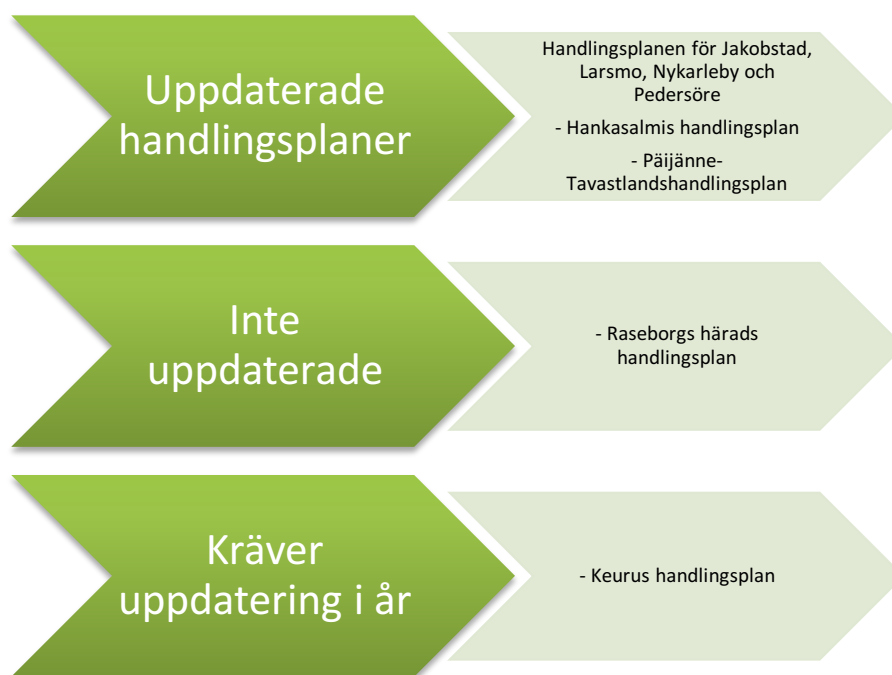 Uppdaterade
handlingsplaner
Handlingsplanen för Jakobstad,
Larsmo, Nykarleby och
Pedersöre
- Hankasalmis handlingsplan
- Päijänne-
Tavastlandshandlingsplan
Inte
uppdaterade
- Raseborgs härads
handlingsplan
Kräver
uppdatering i år
- Keurus handlingsplan